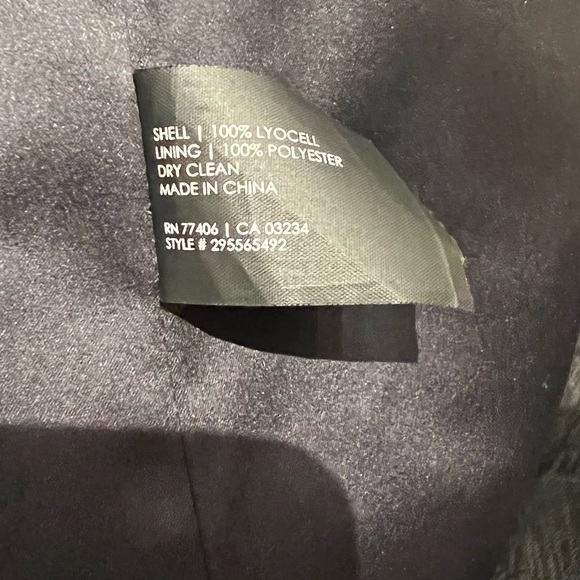 SHELL | 100% LYOCELL
LINING | 100% POLYESTER
DRY CLEAN
MADE IN CHINA
RN 77406 | CA 03234
STYLE # 295565492